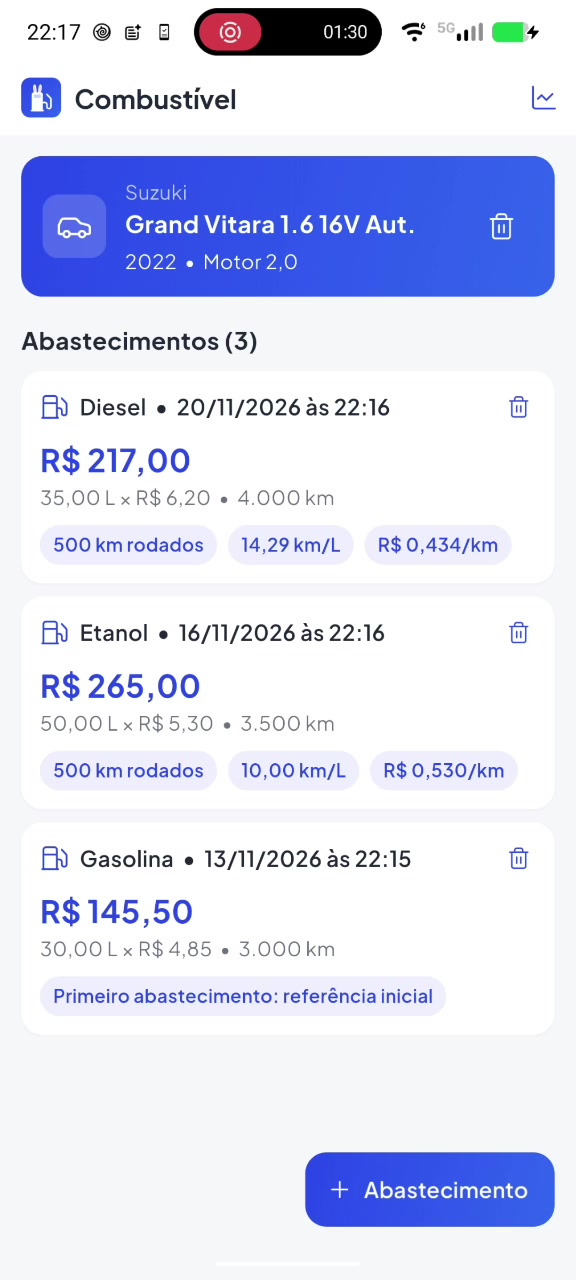 22:17 01:30 5G
Combustível
Suzuki
Grand Vitara 1.6 16V Aut.
2022 • Motor 2,0
Abastecimentos (3)
Diesel • 20/11/2026 às 22:16
R$ 217,00
35,00 L x R$ 6,20 • 4.000 km
500 km rodados 14,29 km/L R$ 0,434/km
Etanol • 16/11/2026 às 22:16
R$ 265,00
50,00 L x R$ 5,30 • 3.500 km
500 km rodados 10,00 km/L R$ 0,530/km
Gasolina • 13/11/2026 às 22:15
R$ 145,50
30,00 L x R$ 4,85 • 3.000 km
Primeiro abastecimento: referência inicial
+ Abastecimento